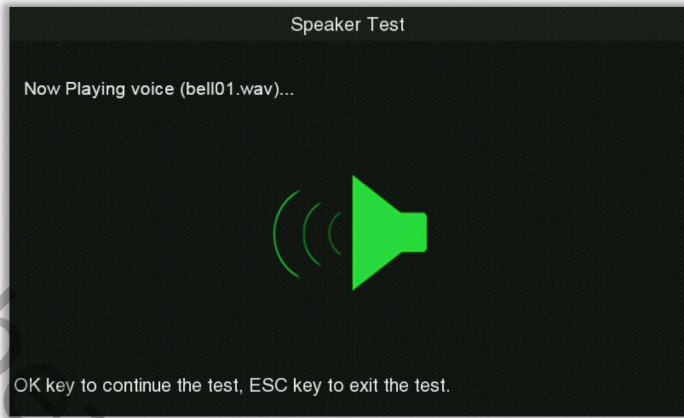 Speaker Test
Now Playing voice (bell01.wav)...
OK key to continue the test, ESC key to exit the test.